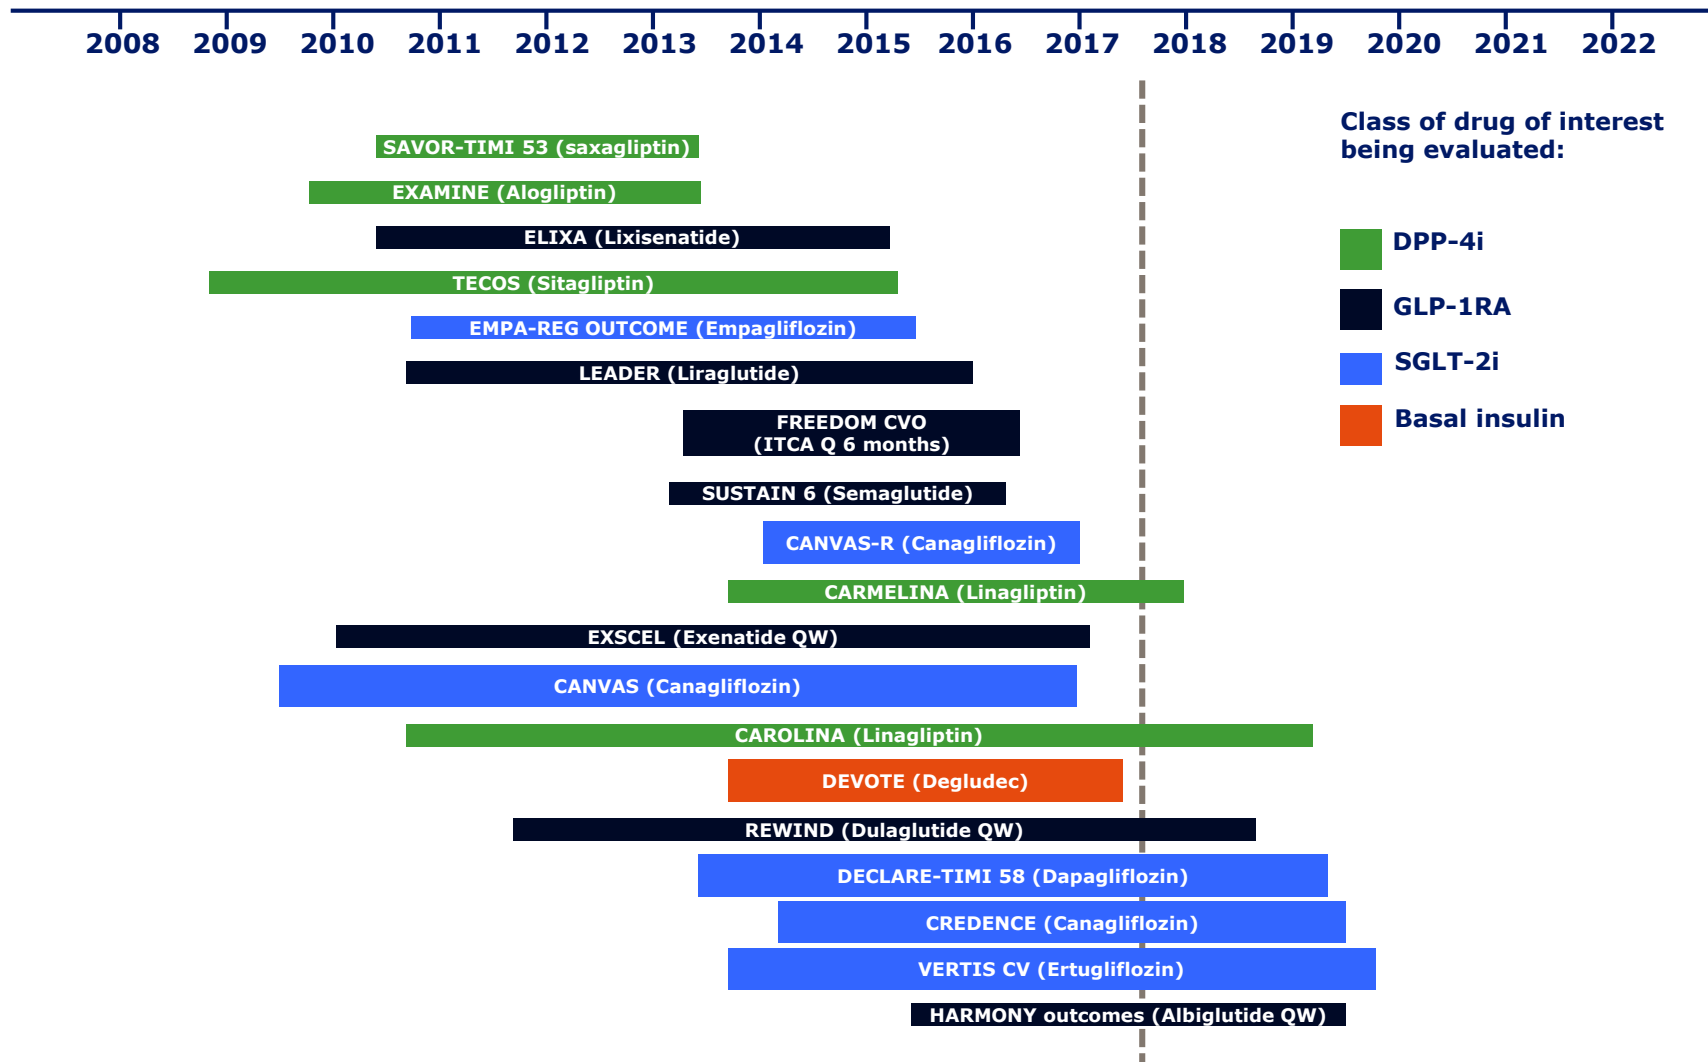 2008 2009 2010 2011 2012 2013 2014 2015 2016 2017 2018 2019 2020 2021 2022
Class of drug of interest
being evaluated:
DPP-4i
GLP-1RA
SGLT-2i
Basal insulin
SAVOR-TIMI 53 (saxagliptin)
EXAMINE (Alogliptin)
ELIXA (Lixisenatide)
TECOS (Sitagliptin)
EMPA-REG OUTCOME (Empagliflozin)
LEADER (Liraglutide)
FREEDOM CVO
(ITCA Q 6 months)
SUSTAIN 6 (Semaglutide)
CANVAS-R (Canagliflozin)
CARMELINA (Linagliptin)
EXSCEL (Exenatide QW)
CANVAS (Canagliflozin)
CAROLINA (Linagliptin)
DEVOTE (Degludec)
REWIND (Dulaglutide QW)
DECLARE-TIMI 58 (Dapagliflozin)
CREDENCE (Canagliflozin)
VERTIS CV (Ertugliflozin)
HARMONY outcomes (Albiglutide QW)